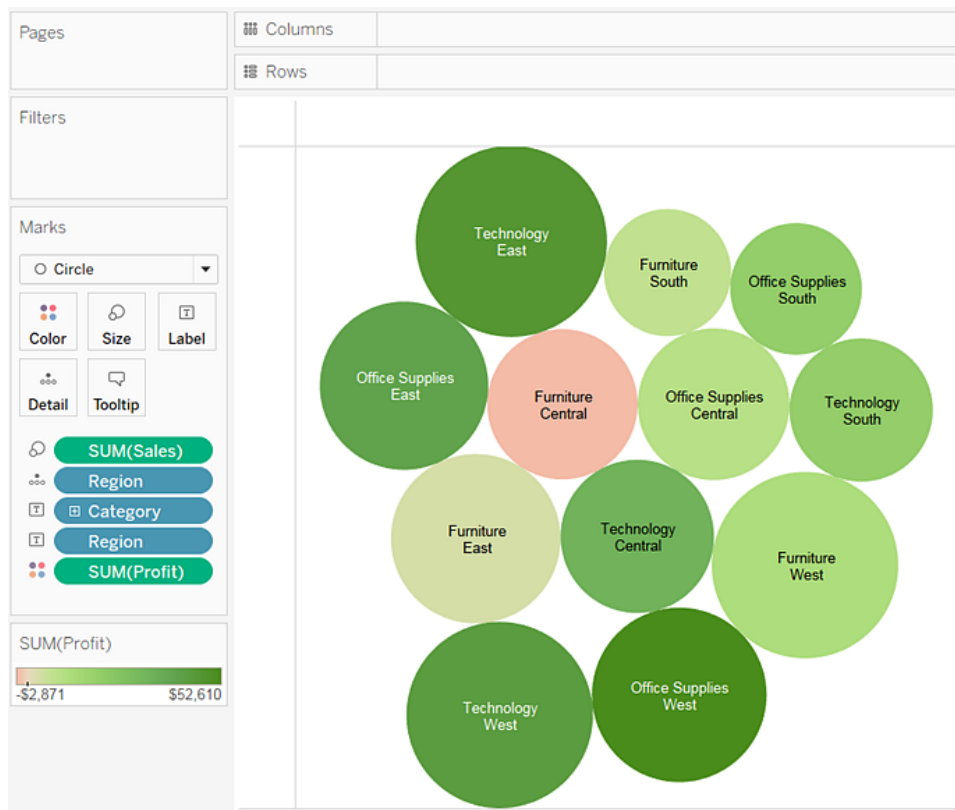 Pages
Columns
Rows
Filters
Marks
Circle
Color
Size
Label
Detail
Tooltip
SUM(Sales)
Region
Category
Region
SUM(Profit)
SUM(Profit)
-$2,871
$52,610
Technology
East
Furniture
South
Office Supplies
South
Office Supplies
East
Furniture
Central
Office Supplies
Central
Technology
South
Furniture
East
Technology
Central
Furniture
West
Technology
West
Office Supplies
West